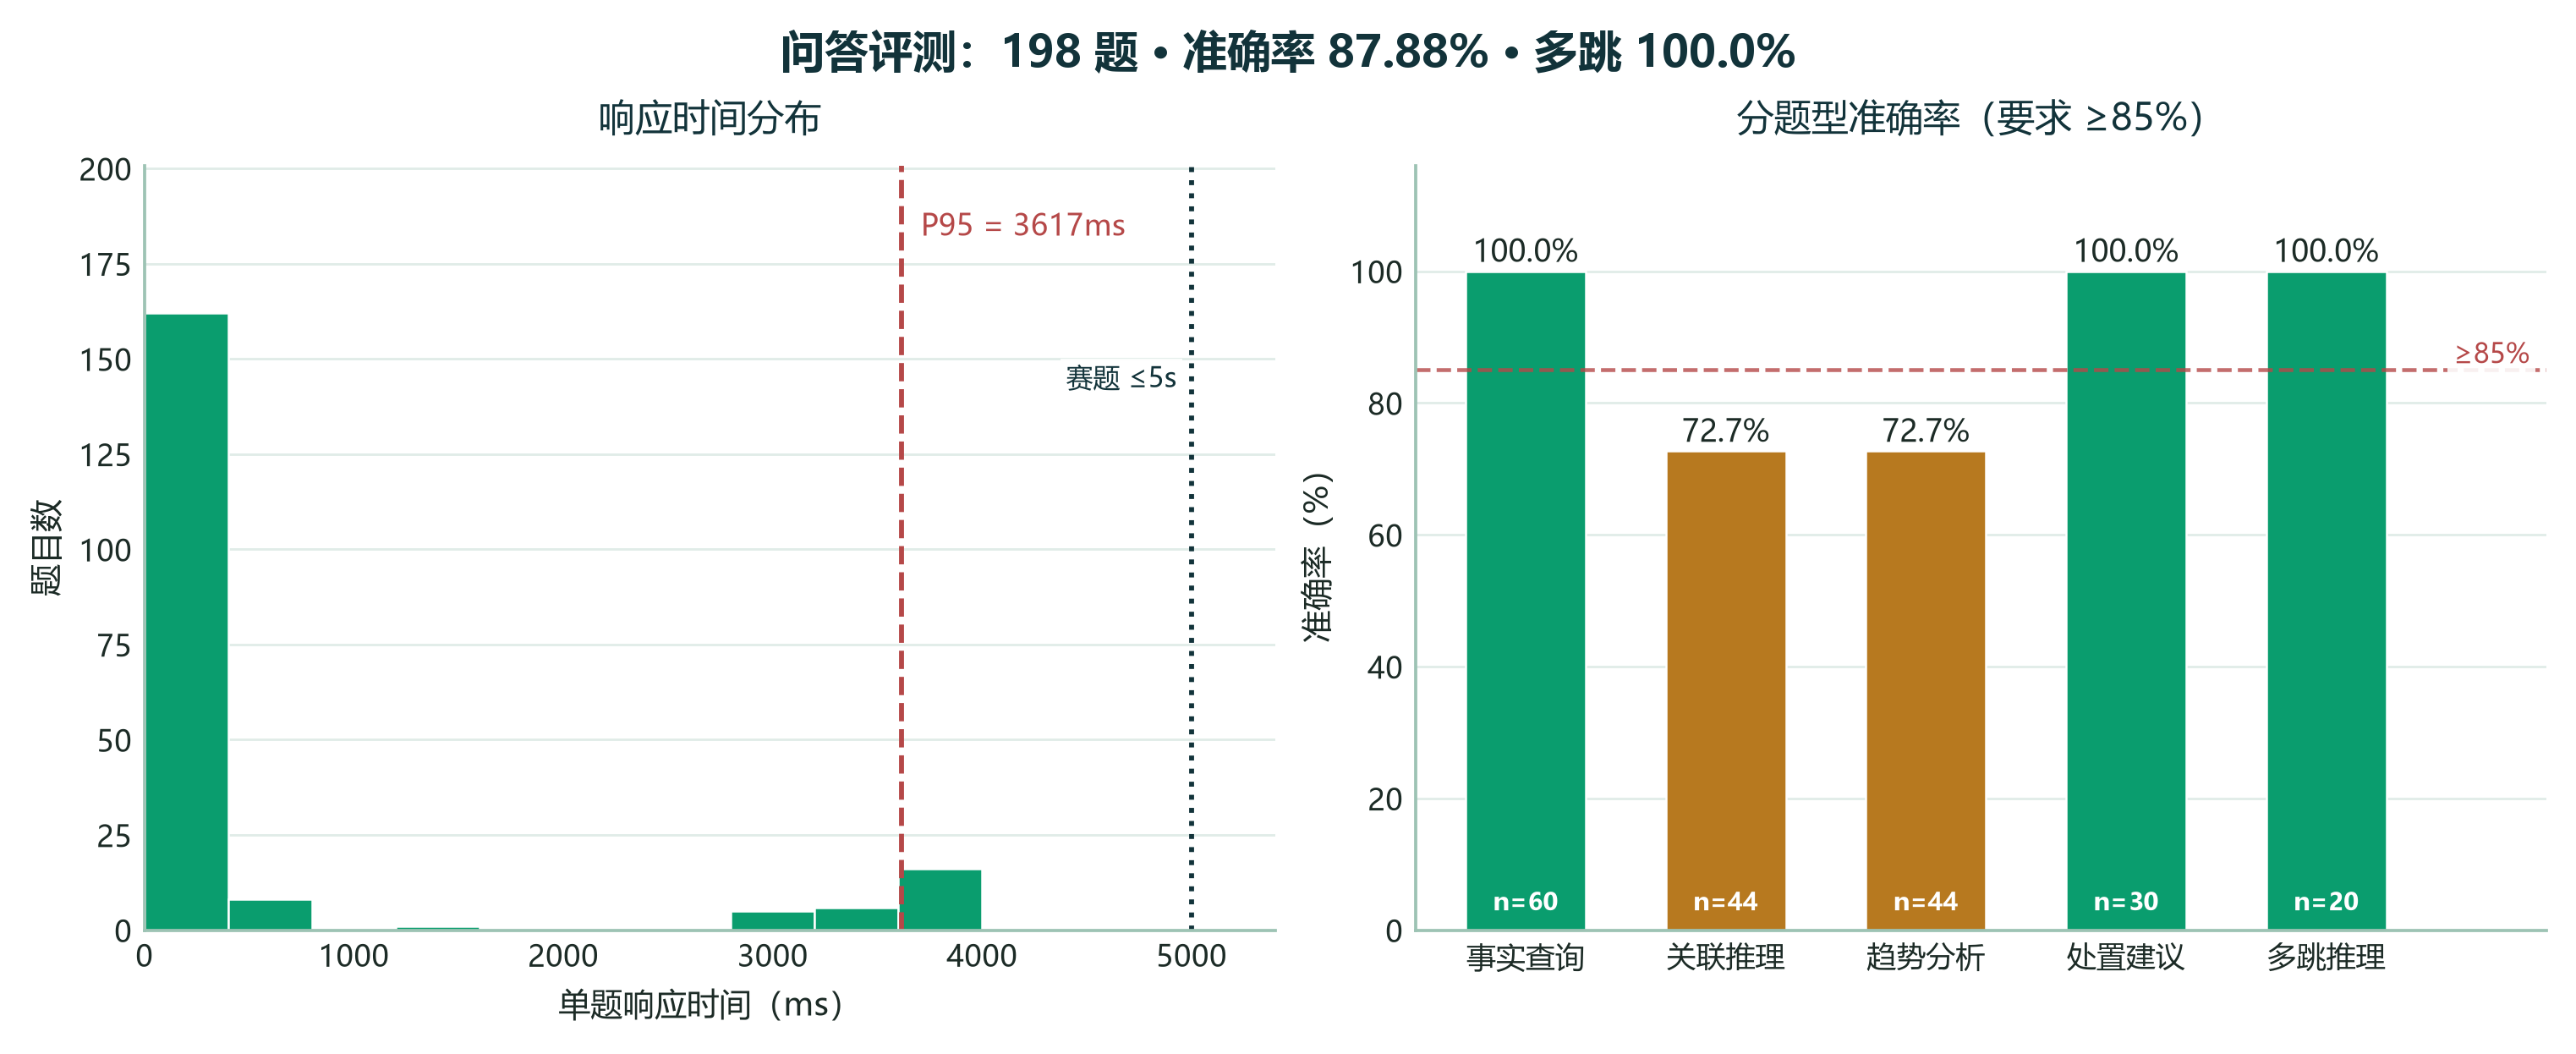 问答评测：198 题 • 准确率 87.88% • 多跳 100.0%
响应时间分布
200
175
150
125
100
75
50
25
0
题目数
P95 = 3617ms
赛题 ≤5s
0 1000 2000 3000 4000 5000
单题响应时间（ms）
分题型准确率（要求 ≥85%）
100
80
60
40
20
0
准确率（%）
100.0% 72.7% 72.7% 100.0% 100.0%
≥85%
n=60 n=44 n=44 n=30 n=20
事实查询 关联推理 趋势分析 处置建议 多跳推理